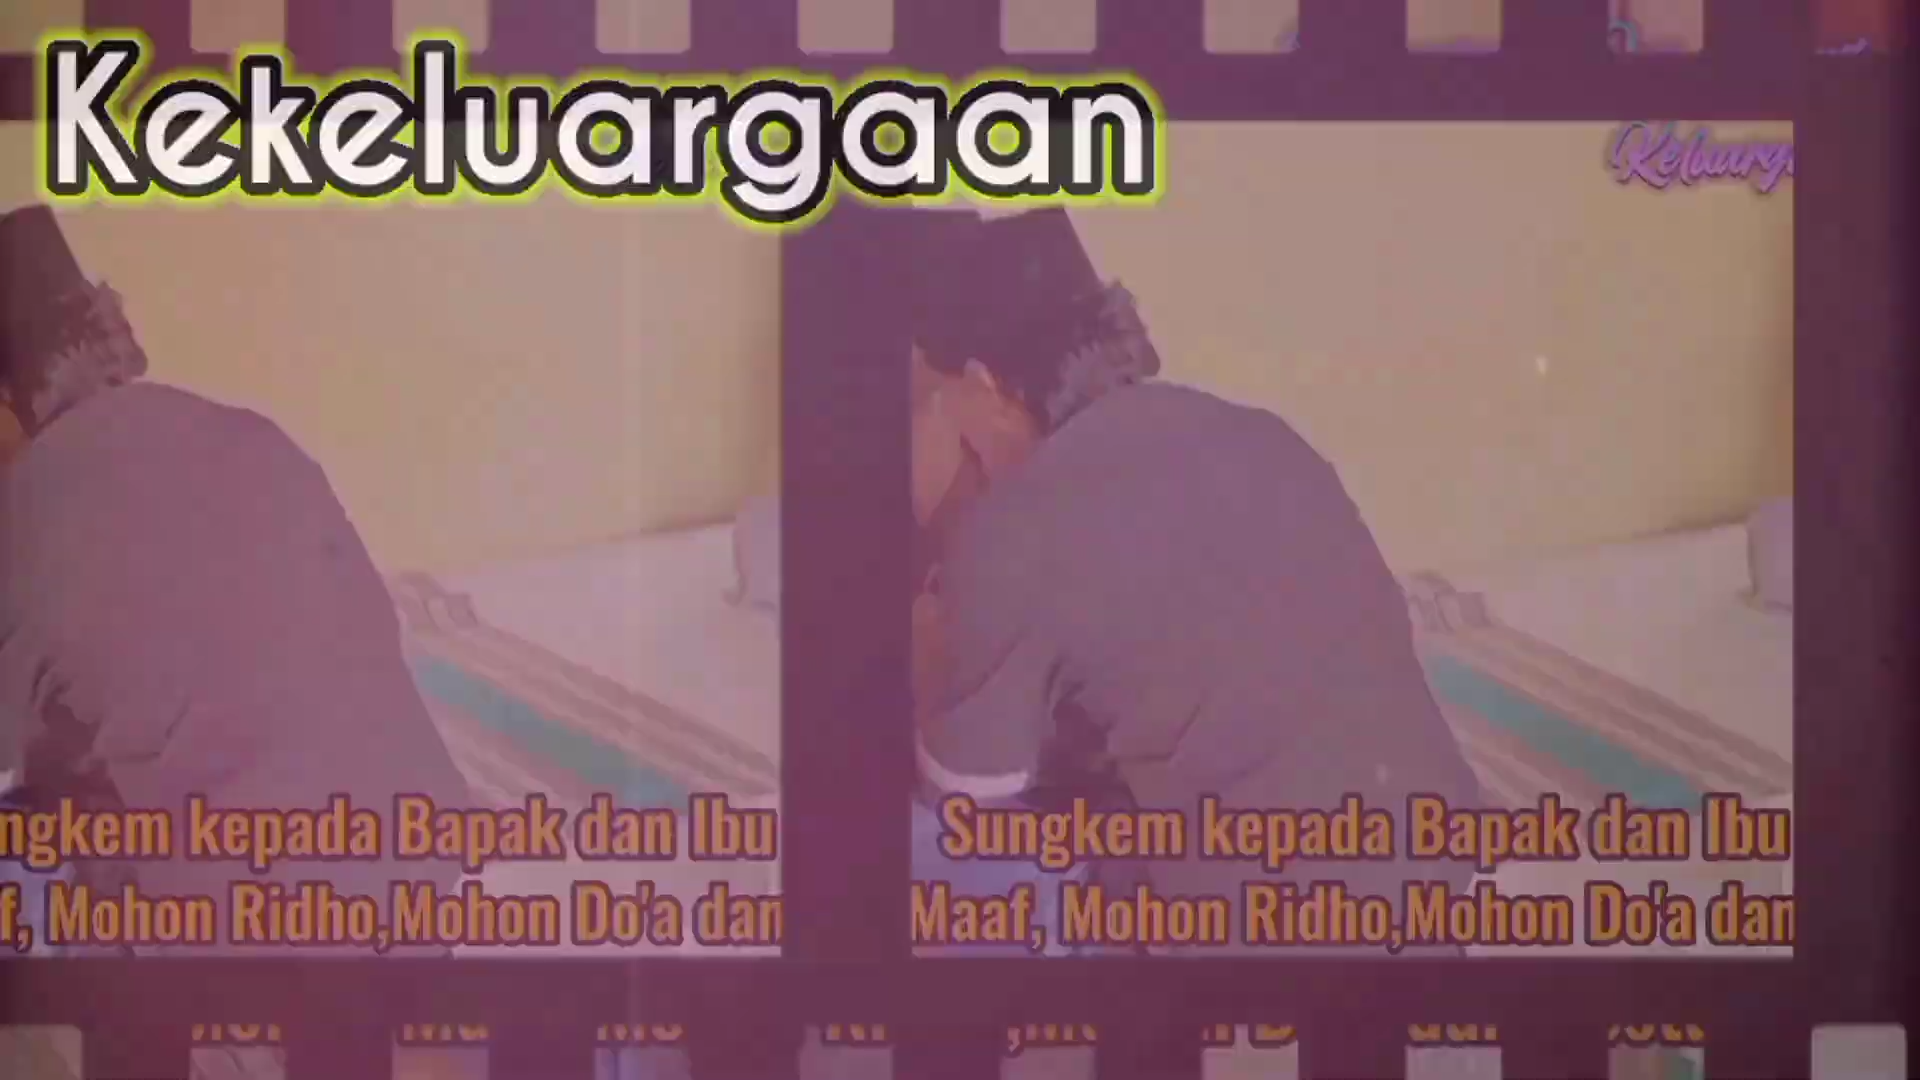 Kekeluargaan
Keluarg
ngkem kepada Bapak dan Ibu
f, Mohon Ridho,Mohon Do'a dan
Sungkem kepada Bapak dan Ibu
Maaf, Mohon Ridho,Mohon Do'a dan